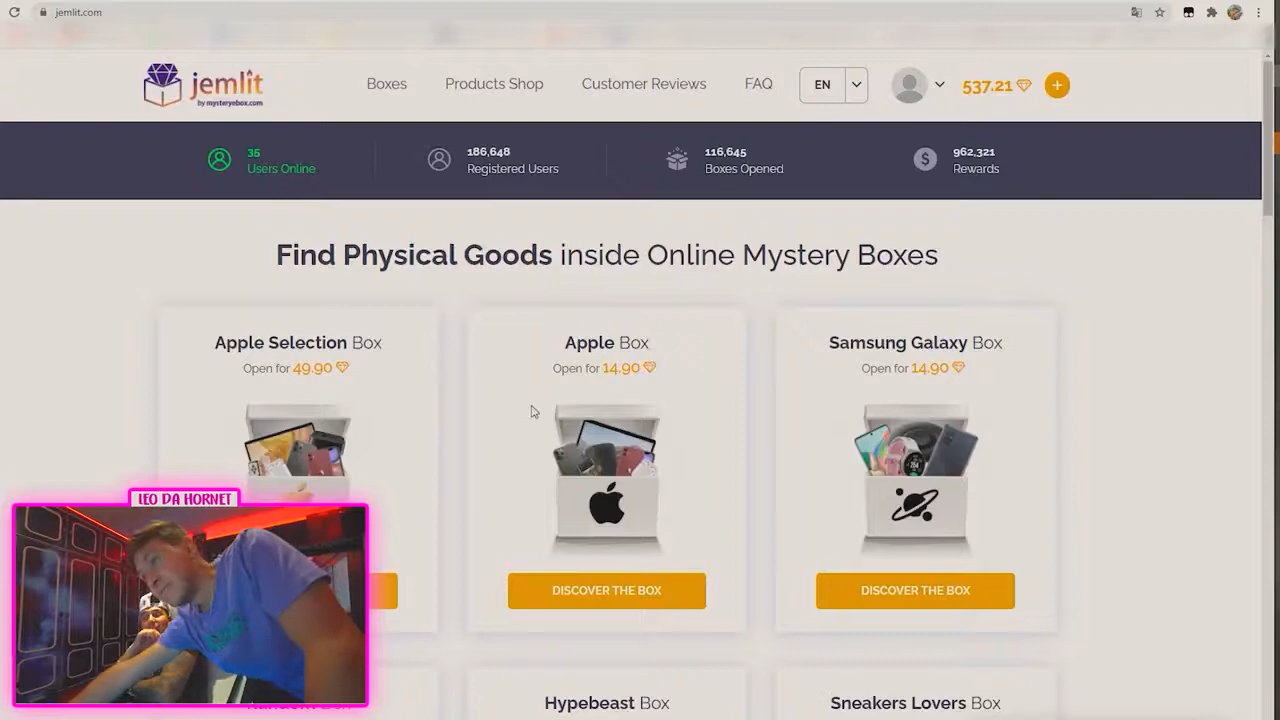 jemlit.com
jemlit
by mysteryebox.com
Boxes
Products Shop
Customer Reviews
FAQ
EN
537.21
35
Users Online
186,648
Registered Users
116,645
Boxes Opened
962,321
Rewards
Find Physical Goods inside Online Mystery Boxes
Apple Selection Box
Open for 49.90
Apple Box
Open for 14.90
DISCOVER THE BOX
Samsung Galaxy Box
Open for 14.90
DISCOVER THE BOX
LEO DA HORNET
Hypebeast Box
Sneakers Lovers Box